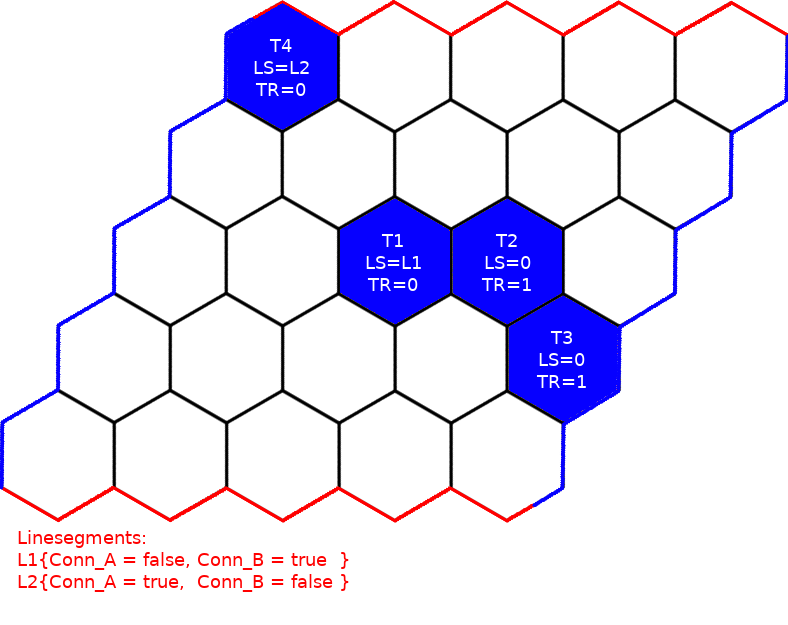 T4
LS=L2
TR=0
T1
LS=L1
TR=0
T2
LS=0
TR=1
T3
LS=0
TR=1
Linesegments:
L1{Conn_A = false, Conn_B = true  }
L2{Conn_A = true,  Conn_B = false }